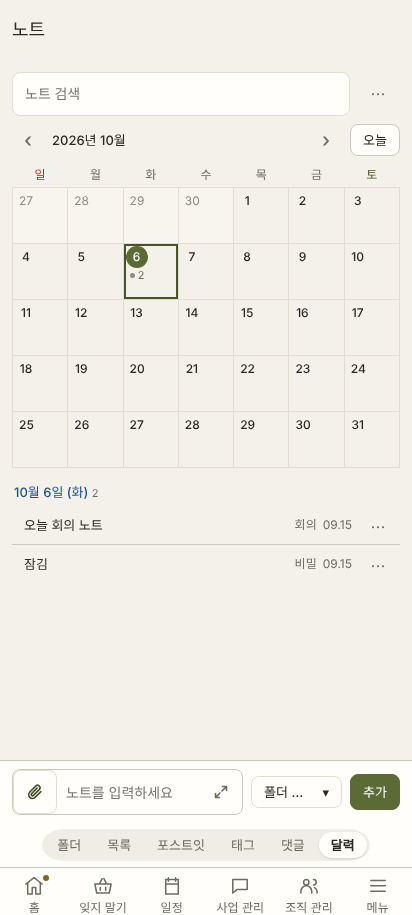 노트
노트 검색 ...
2026년 10월 오늘
일 월 화 수 목 금 토
27 28 29 30 1 2 3
4 5 6 7 8 9 10
2
11 12 13 14 15 16 17
18 19 20 21 22 23 24
25 26 27 28 29 30 31
10월 6일 (화) 2
오늘 회의 노트 회의 09.15 ...
잠김 비밀 09.15 ...
노트를 입력하세요 폴더 ... 추가
폴더 목록 포스트잇 태그 댓글 달력
홈 잊지 말기 일정 사업 관리 조직 관리 메뉴